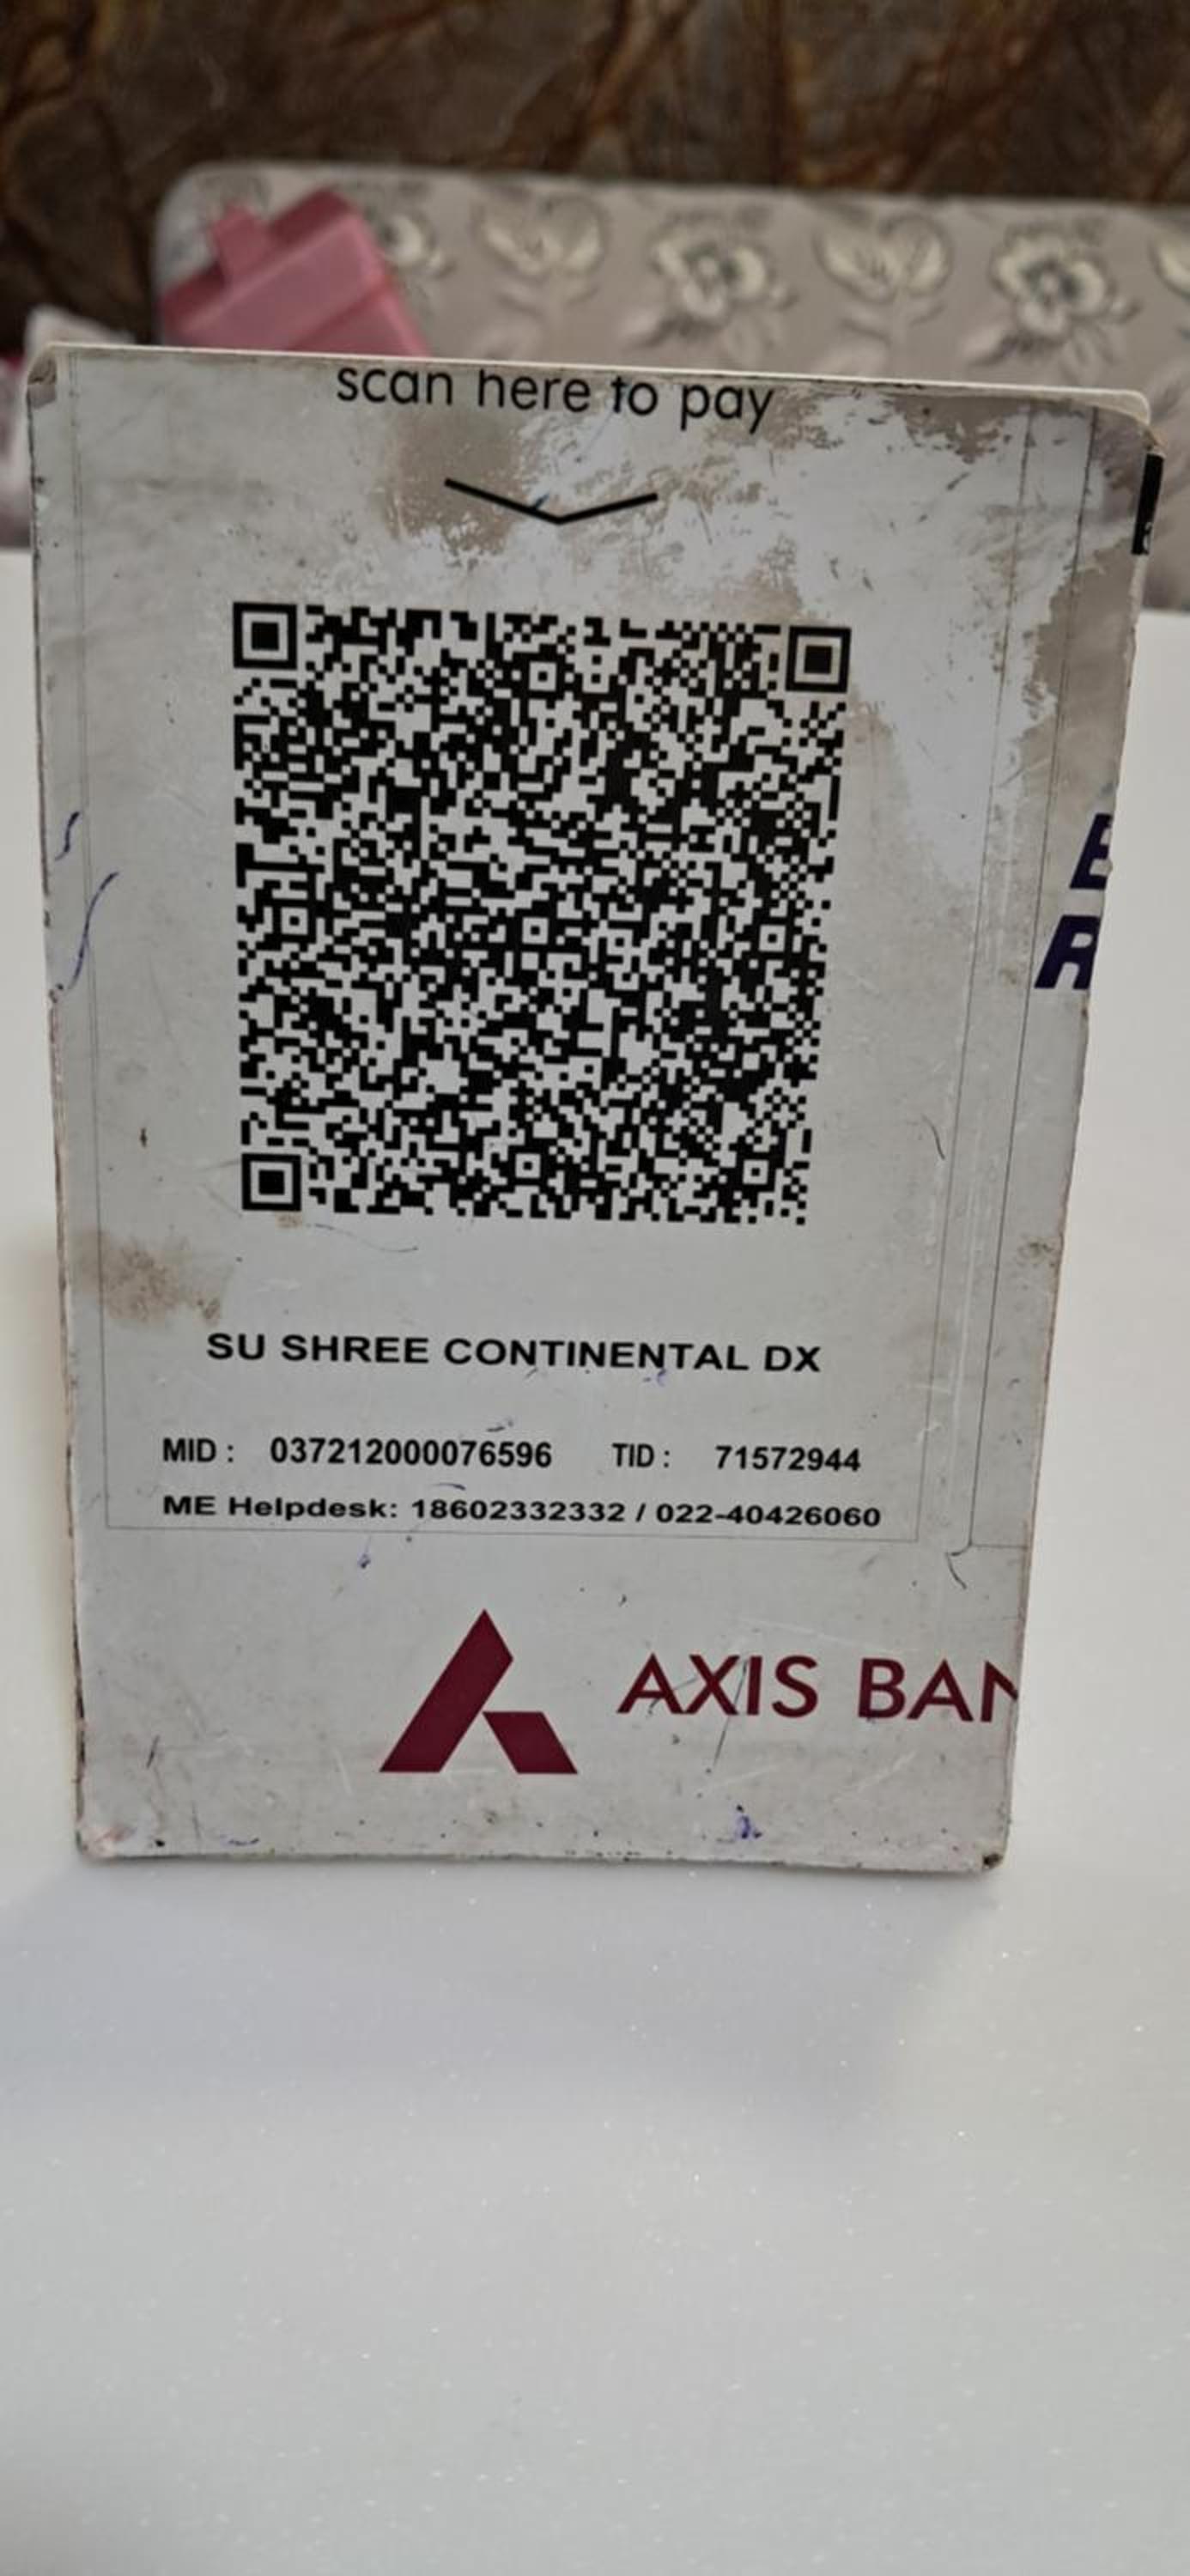 scan here to pay
SU SHREE CONTINENTAL DX
MID : 037212000076596 TID : 71572944
ME Helpdesk: 18602332332 / 022-40426060
AXIS BAN